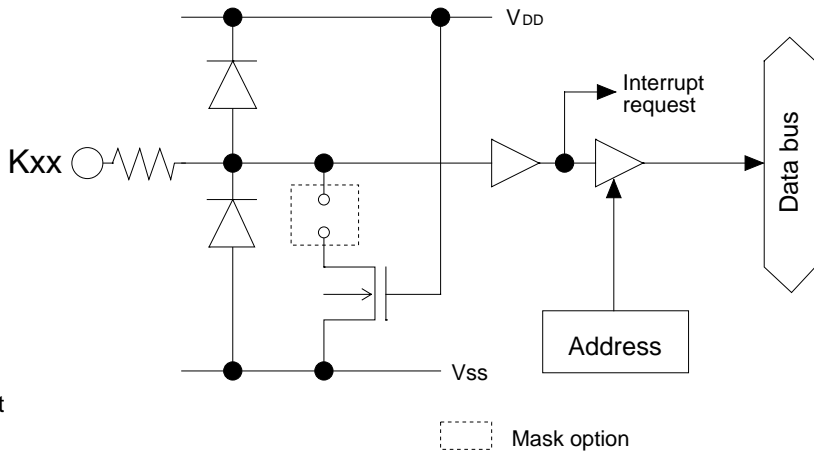 VDD
Interrupt
request
Kxx
Data bus
Address
Vss
t
Mask option